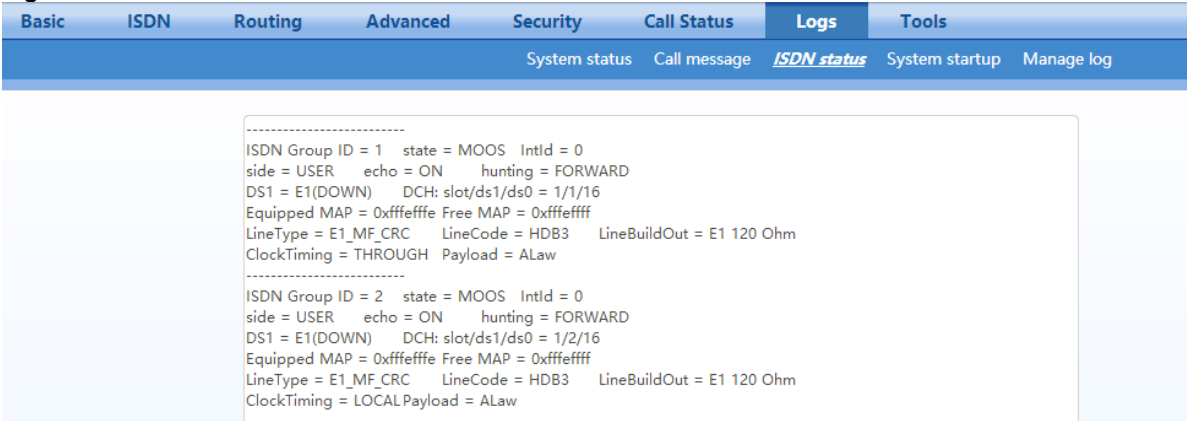 Basic ISDN Routing Advanced Security Call Status Logs Tools
System status Call message ISDN status System startup Manage log
--------------------------
ISDN Group ID = 1 state = MOOS IntId = 0
side = USER echo = ON hunting = FORWARD
DS1 = E1(DOWN) DCH: slot/ds1/ds0 = 1/1/16
Equipped MAP = 0xfffefffe Free MAP = 0xfffeffff
LineType = E1_MF_CRC LineCode = HDB3 LineBuildOut = E1 120 Ohm
ClockTiming = THROUGH Payload = ALaw
--------------------------
ISDN Group ID = 2 state = MOOS IntId = 0
side = USER echo = ON hunting = FORWARD
DS1 = E1(DOWN) DCH: slot/ds1/ds0 = 1/2/16
Equipped MAP = 0xfffefffe Free MAP = 0xfffeffff
LineType = E1_MF_CRC LineCode = HDB3 LineBuildOut = E1 120 Ohm
ClockTiming = LOCAL Payload = ALaw